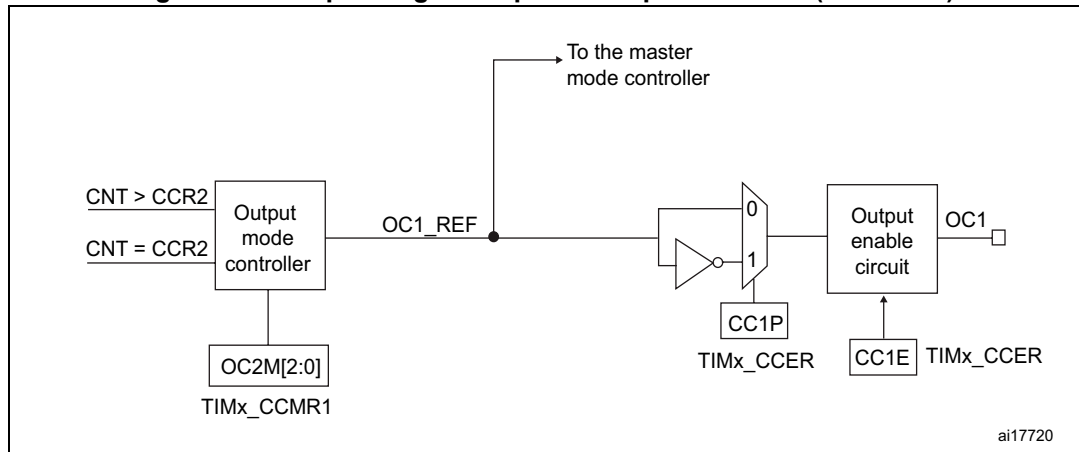 To the master
mode controller
CNT > CCR2
CNT = CCR2
Output
mode
controller
OC1_REF
0
1
Output
enable
circuit
OC1
CC1P
TIMx_CCER
CC1E
TIMx_CCER
OC2M[2:0]
TIMx_CCMR1
ai17720